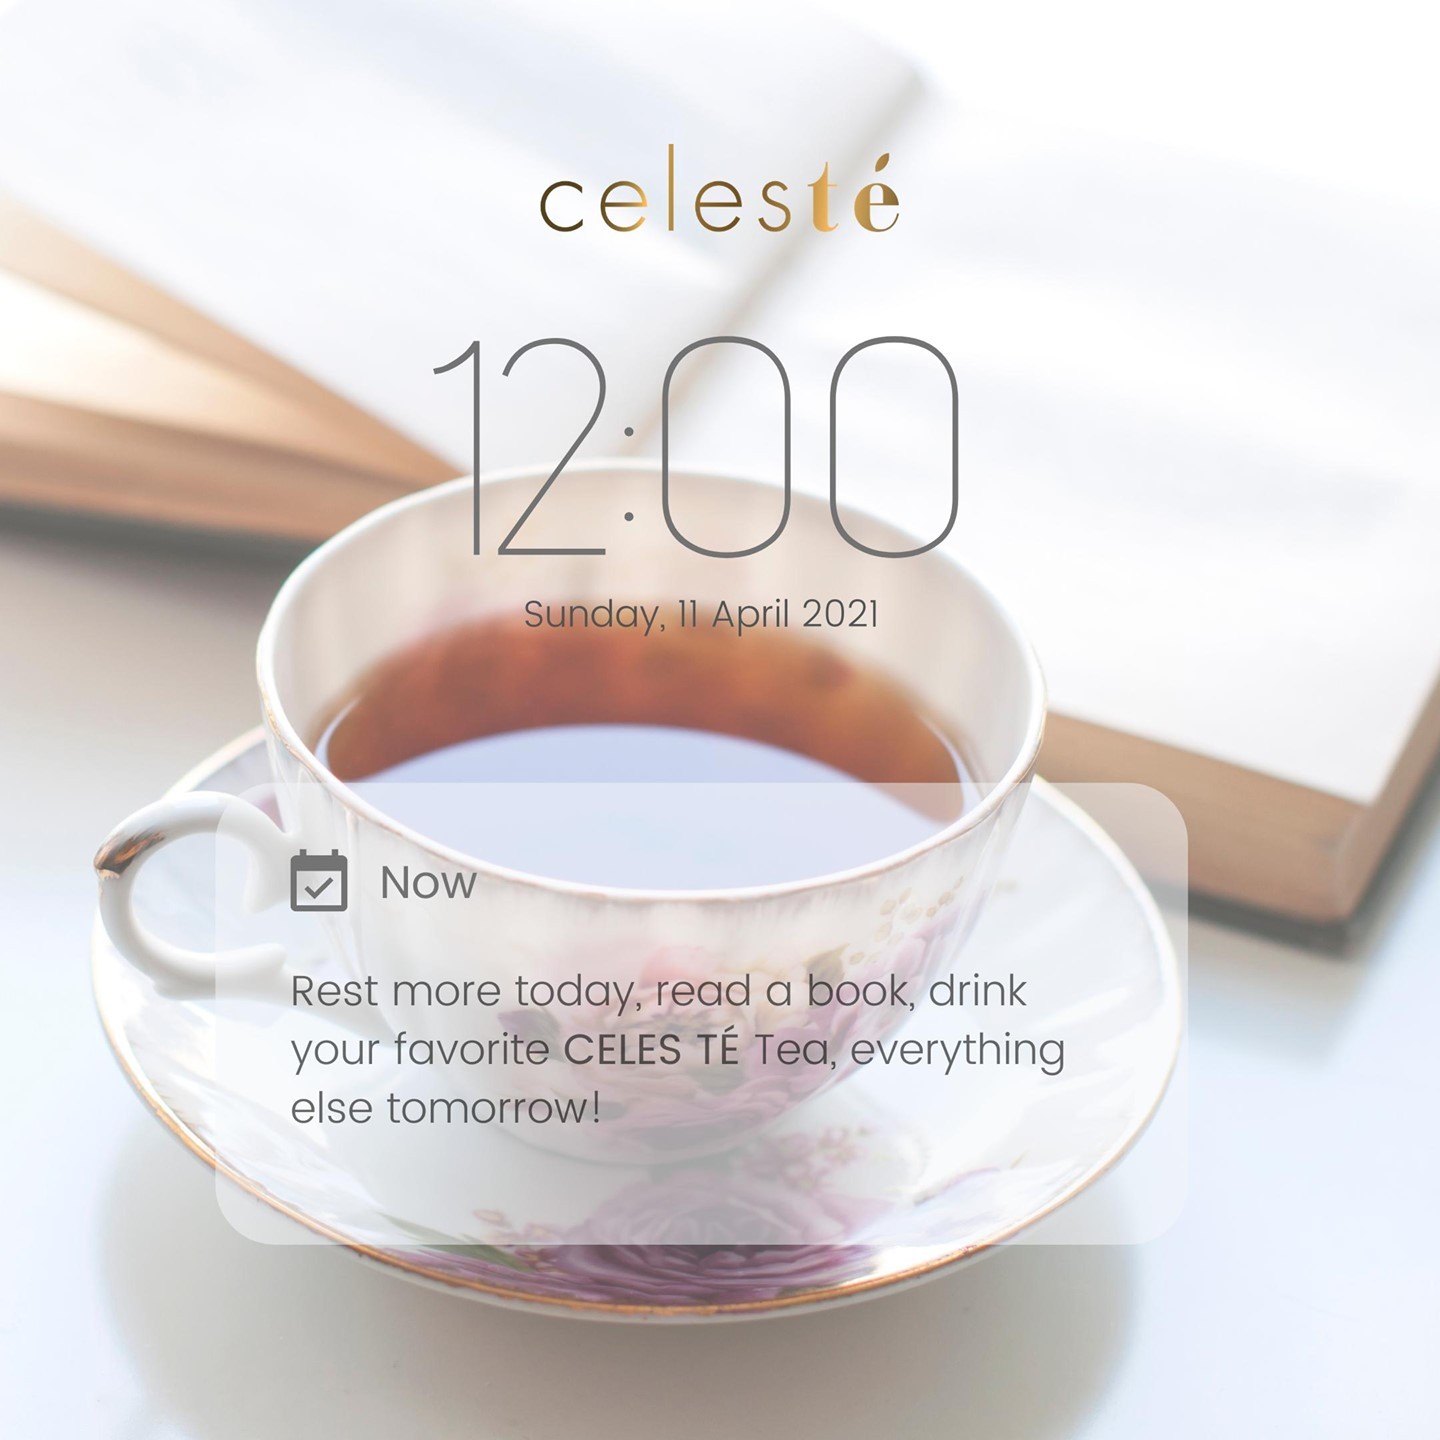 celesté
12:00
Sunday, 11 April 2021
Now
Rest more today, read a book, drink
your favorite CELES TÉ Tea, everything
else tomorrow!